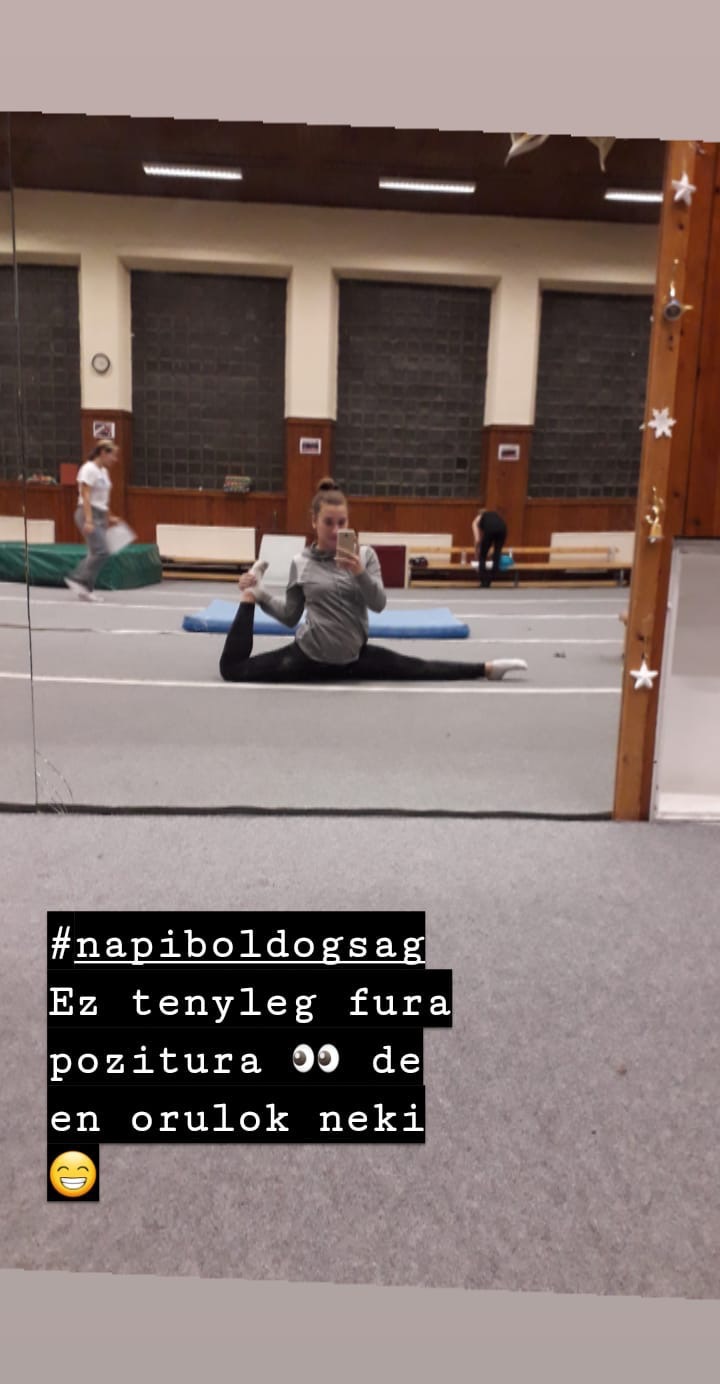 #napiboldogsag
Ez tenyleg fura
pozitura 👀 de
en orulok neki
😁